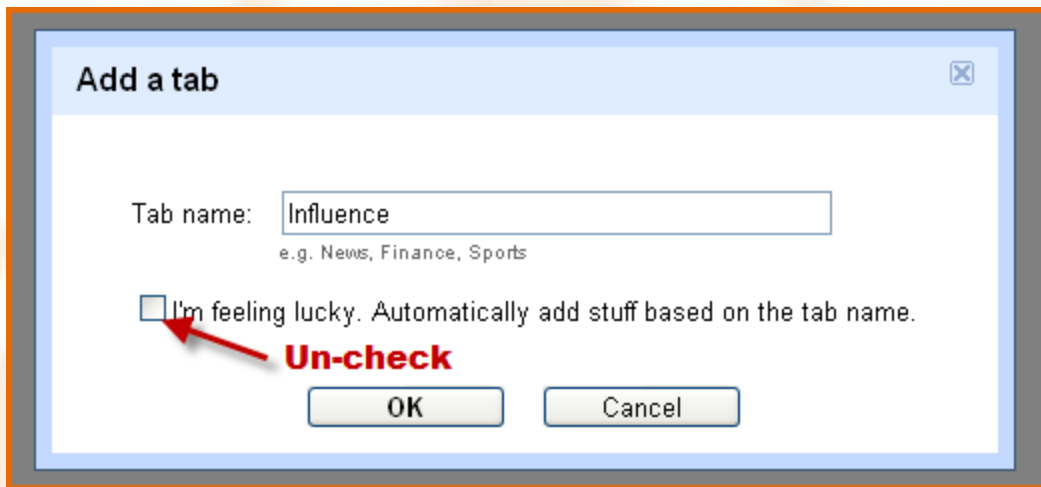 Add a tab
Tab name: Influence
e.g. News, Finance, Sports
I'm feeling lucky. Automatically add stuff based on the tab name.
Un-check
OK Cancel